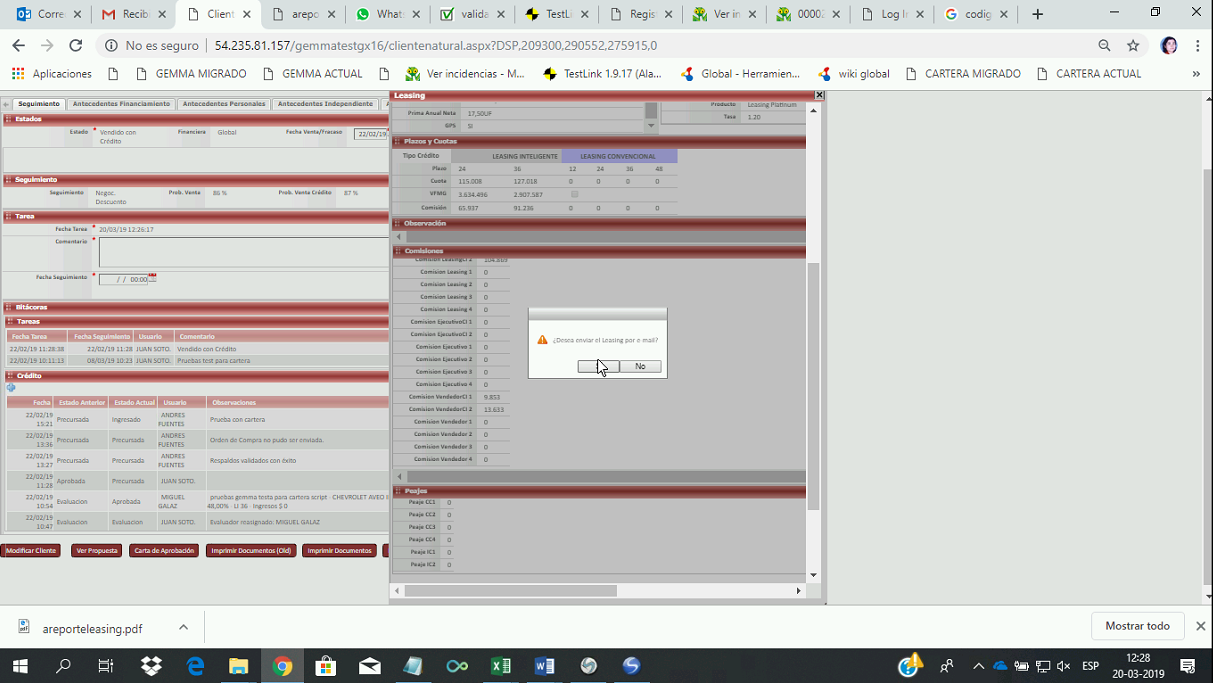 Correo
Recibi
Client
arepo
Whats
valida
TestLi
Regist
Ver in
0000
Log In
codig
No es seguro | 54.235.81.157/gemmatestgx16/clientenatural.aspx?DSP,209300,290552,275915,0
Aplicaciones
GEMMA MIGRADO
GEMMA ACTUAL
Ver incidencias - M...
TestLink 1.9.17 (Ala...
Global - Herramien...
wiki global
CARTERA MIGRADO
CARTERA ACTUAL
»
Seguimiento
Antecedentes Financiamiento
Antecedentes Personales
Antecedentes Independiente
Estados
Estado * Vendido con Crédito
Financiera Global
Fecha Venta/Fracaso 22/02/19
Seguimiento
Seguimiento Negoc. Descuento
Prob. Venta 86 %
Prob. Venta Crédito 87 %
Tarea
Fecha Tarea * 20/03/19 12:26:17
Comentario *
Fecha Seguimiento * / / 00:00
Bitácoras
Tareas
Fecha Tarea Fecha Seguimiento Usuario Comentario
22/02/19 11:28:38 22/02/19 11:28 JUAN SOTO. Vendido con Crédito
22/02/19 10:11:13 08/03/19 10:23 JUAN SOTO. Pruebas test para cartera
Crédito
Fecha Estado Anterior Estado Actual Usuario Observaciones
22/02/19 15:21 Precursada Ingresado ANDRES FUENTES Prueba con cartera
22/02/19 13:36 Precursada Precursada ANDRES FUENTES Orden de Compra no pudo ser enviada.
22/02/19 13:27 Precursada Precursada ANDRES FUENTES Respaldos validados con éxito
22/02/19 11:28 Aprobada Precursada JUAN SOTO.
22/02/19 10:54 Evaluacion Aprobada MIGUEL GALAZ pruebas gemma testa para cartera script · CHEVROLET AVEO
48,00% · LI 36 · Ingresos $ 0
22/02/19 10:47 Evaluacion Evaluacion JUAN SOTO. Evaluador reasignado: MIGUEL GALAZ
Modificar Cliente
Ver Propuesta
Carta de Aprobación
Imprimir Documentos (Old)
Imprimir Documentos
Leasing
Prima Anual Neta 17,50UF
GPS SI
Producto Leasing Platinum
Tasa 1.20
Plazos y Cuotas
Tipo Crédito LEASING INTELIGENTE LEASING CONVENCIONAL
Plazo 24 36 12 24 36 48
Cuota 115.008 127.018 0 0 0 0
VFMG 3.634.496 2.907.587
Comisión 65.937 91.236 0 0 0 0
Observación
Comisiones
Comision LeasingCI 2 104.869
Comision Leasing 1 0
Comision Leasing 2 0
Comision Leasing 3 0
Comision Leasing 4 0
Comision EjecutivoCI 1 0
Comision EjecutivoCI 2 0
Comision Ejecutivo 1 0
Comision Ejecutivo 2 0
Comision Ejecutivo 3 0
Comision Ejecutivo 4 0
Comision VendedorCI 1 9.853
Comision VendedorCI 2 13.633
Comision Vendedor 1 0
Comision Vendedor 2 0
Comision Vendedor 3 0
Comision Vendedor 4 0
¿Desea enviar el Leasing por e-mail?
No
Peajes
Peaje CC1 0
Peaje CC2 0
Peaje CC3 0
Peaje CC4 0
Peaje IC1 0
Peaje IC2 0
areporteleasing.pdf
Mostrar todo
ESP
12:28
20-03-2019